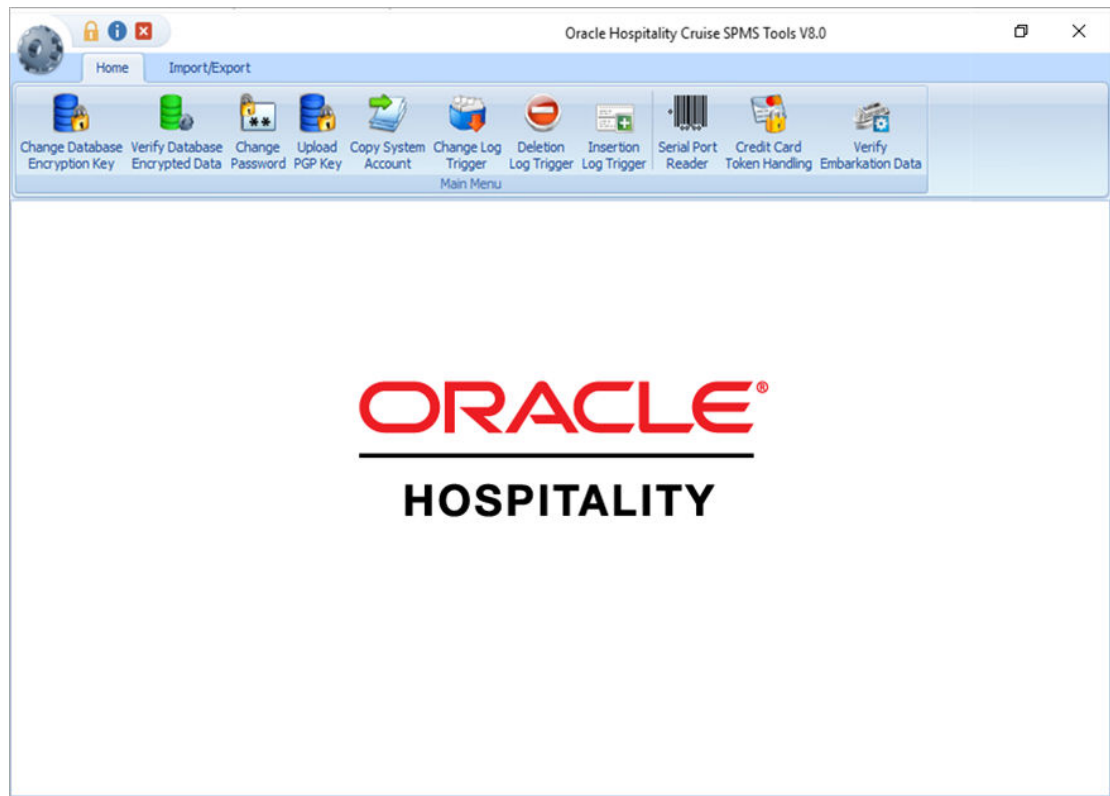 Oracle Hospitality Cruise SPMS Tools V8.0
Home Import/Export
Change Database Verify Database Change Upload Copy System Change Log Deletion Insertion Serial Port Credit Card Verify
Encryption Key Encrypted Data Password PGP Key Account Trigger Log Trigger Log Trigger Reader Token Handling Embarkation Data
Main Menu
ORACLE®
HOSPITALITY